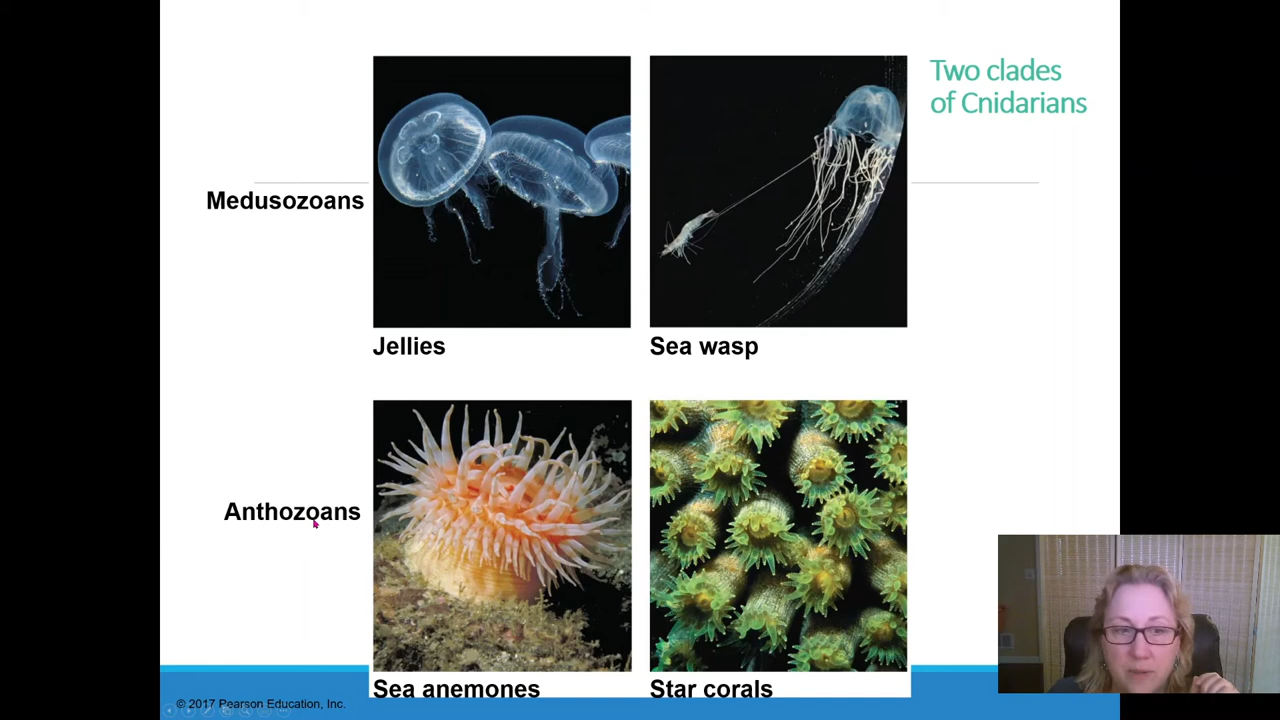 Two clades
of Cnidarians
Medusozoans
Jellies
Sea wasp
Anthozoans
Sea anemones
Star corals
© 2017 Pearson Education, Inc.